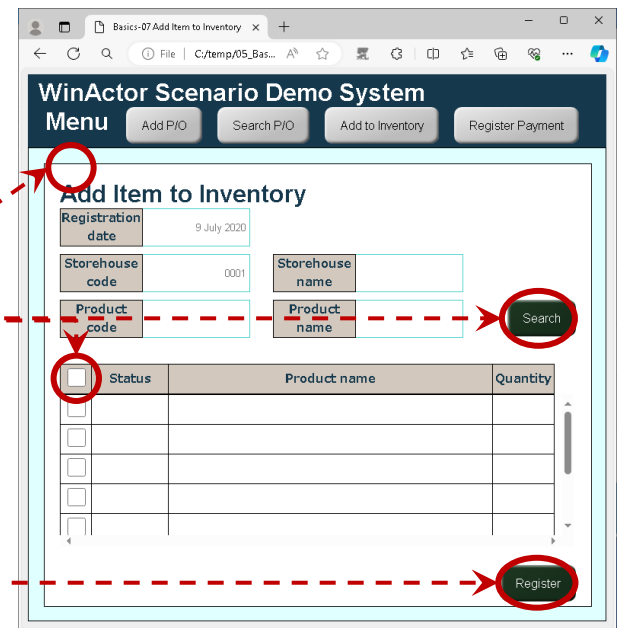 Basics-07 Add Item to Inventory
File C:/temp/05_Bas...
WinActor Scenario Demo System
Menu Add P/O Search P/O Add to Inventory Register Payment
Add Item to Inventory
Registration date 9 July 2020
Storehouse code 0001 Storehouse name
Product code Product name Search
Status Product name Quantity
Register